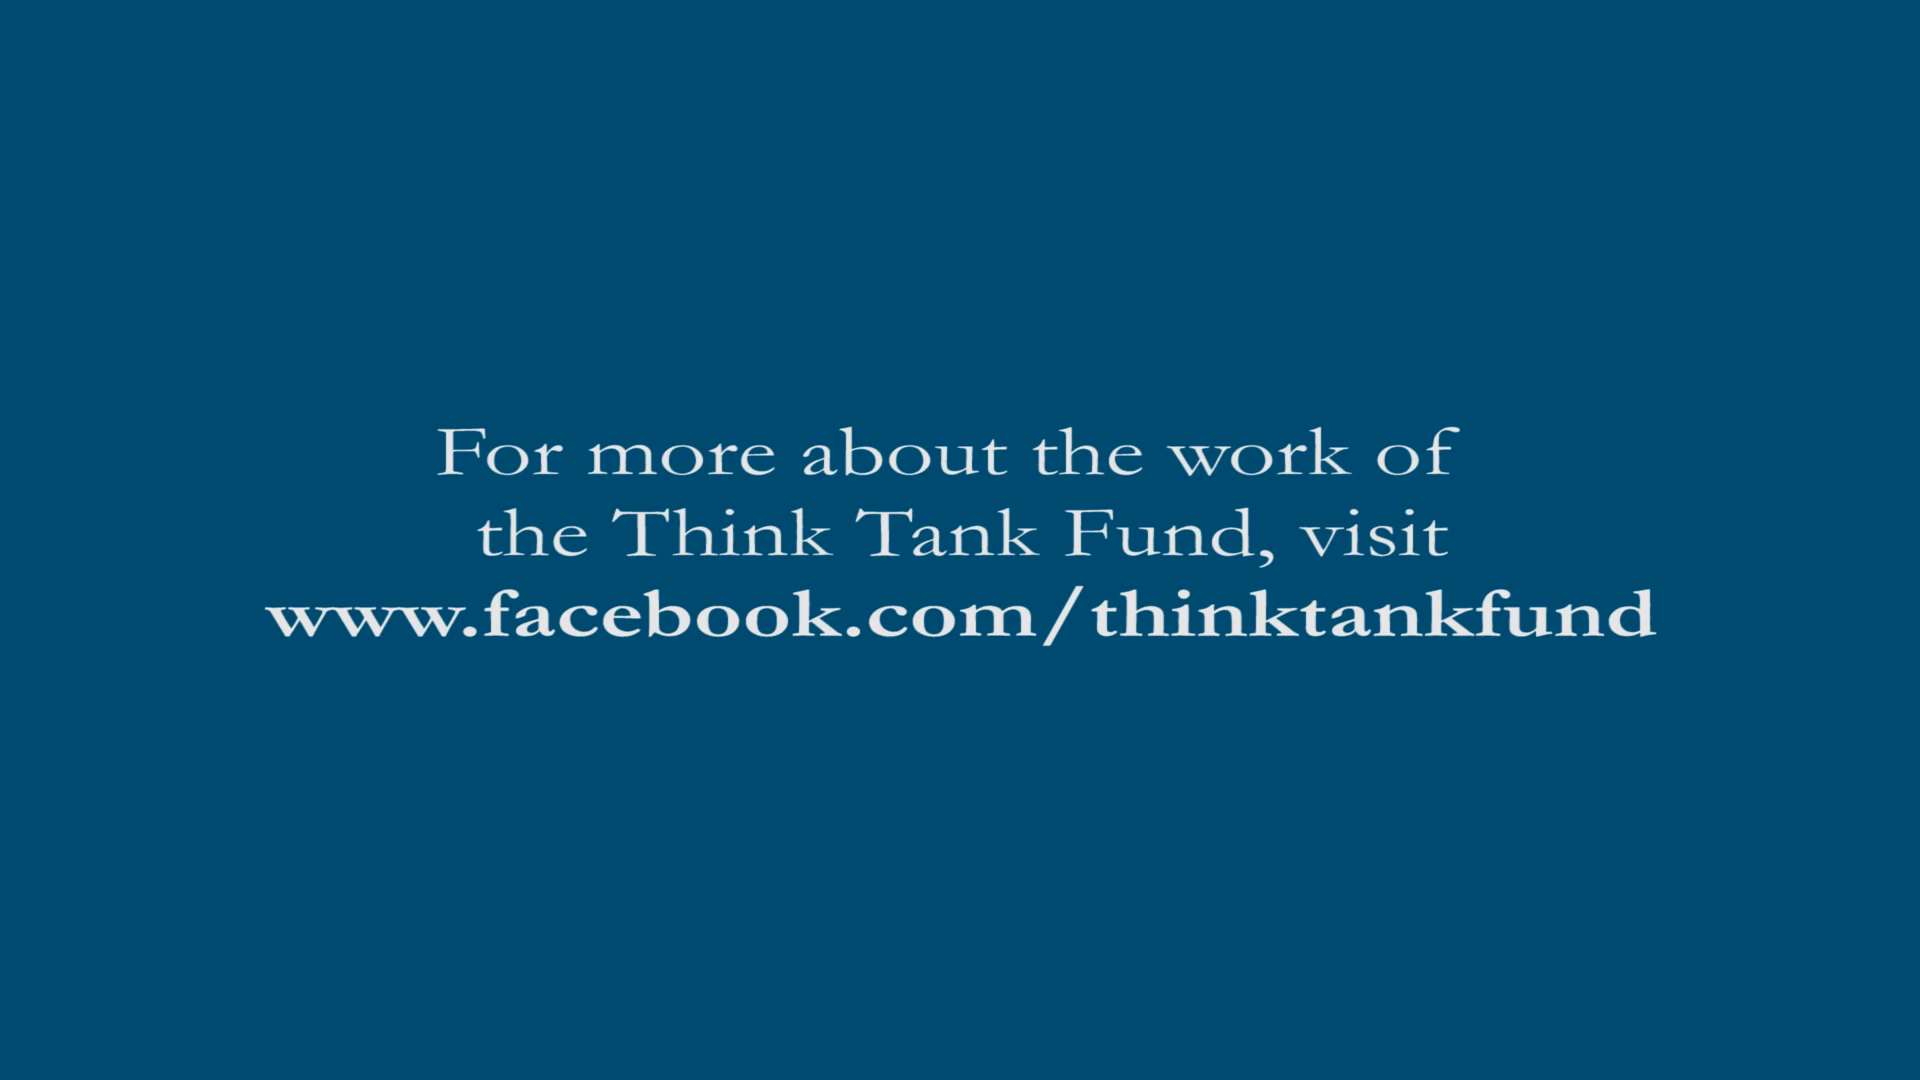 For more about the work of
the Think Tank Fund, visit
www.facebook.com/thinktankfund